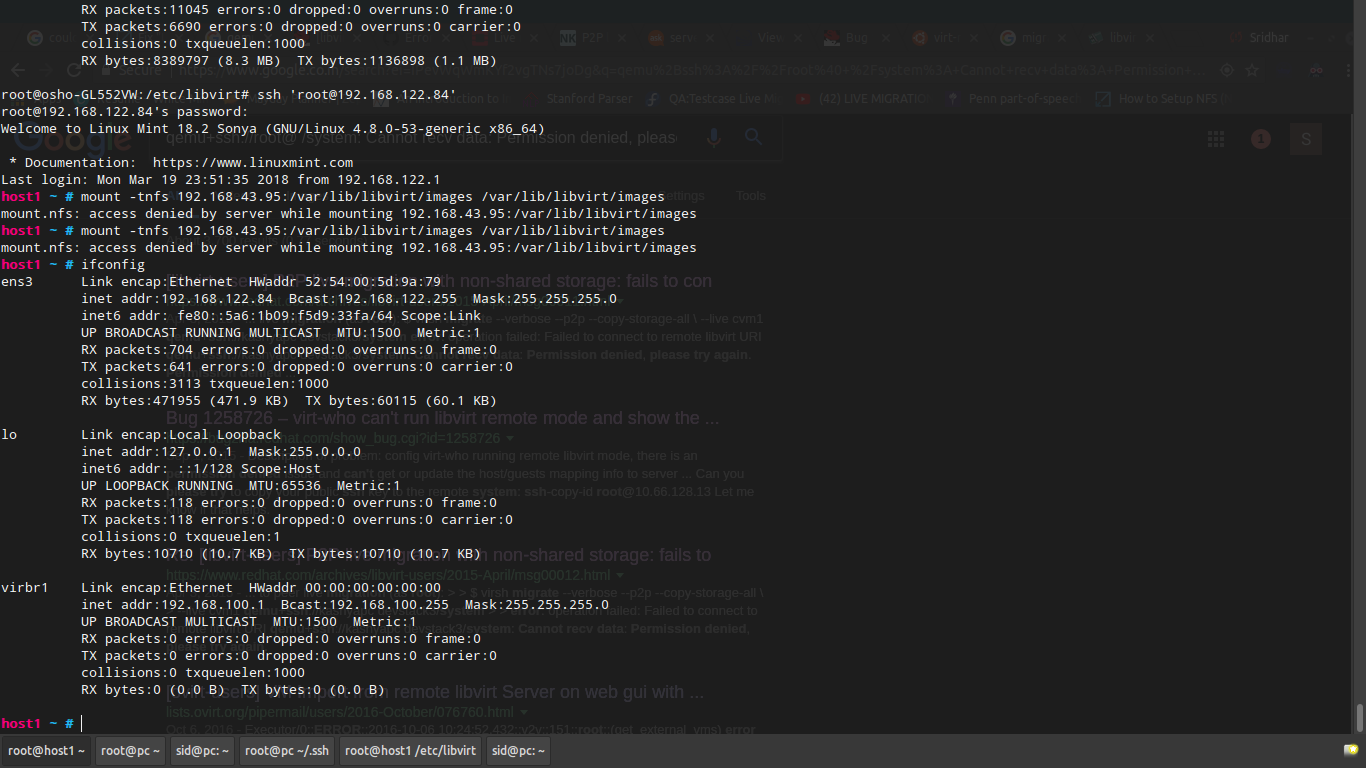 RX packets:11045 errors:0 dropped:0 overruns:0 frame:0
TX packets:6690 errors:0 dropped:0 overruns:0 carrier:0
collisions:0 txqueuelen:1000
RX bytes:8389797 (8.3 MB)  TX bytes:1136898 (1.1 MB)
root@osho-GL552VW:/etc/libvirt# ssh 'root@192.168.122.84'
root@192.168.122.84's password:
Welcome to Linux Mint 18.2 Sonya (GNU/Linux 4.8.0-53-generic x86_64)
* Documentation:  https://www.linuxmint.com
Last login: Mon Mar 19 23:51:35 2018 from 192.168.122.1
host1 ~ # mount -tnfs 192.168.43.95:/var/lib/libvirt/images /var/lib/libvirt/images
mount.nfs: access denied by server while mounting 192.168.43.95:/var/lib/libvirt/images
host1 ~ # mount -tnfs 192.168.43.95:/var/lib/libvirt/images /var/lib/libvirt/images
mount.nfs: access denied by server while mounting 192.168.43.95:/var/lib/libvirt/images
host1 ~ # ifconfig
ens3      Link encap:Ethernet  HWaddr 52:54:00:5d:9a:79
inet addr:192.168.122.84  Bcast:192.168.122.255  Mask:255.255.255.0
inet6 addr: fe80::5a6:1b09:f5d9:33fa/64 Scope:Link
UP BROADCAST RUNNING MULTICAST  MTU:1500  Metric:1
RX packets:704 errors:0 dropped:0 overruns:0 frame:0
TX packets:641 errors:0 dropped:0 overruns:0 carrier:0
collisions:3113 txqueuelen:1000
RX bytes:471955 (471.9 KB)  TX bytes:60115 (60.1 KB)
lo        Link encap:Local Loopback
inet addr:127.0.0.1  Mask:255.0.0.0
inet6 addr: ::1/128 Scope:Host
UP LOOPBACK RUNNING  MTU:65536  Metric:1
RX packets:118 errors:0 dropped:0 overruns:0 frame:0
TX packets:118 errors:0 dropped:0 overruns:0 carrier:0
collisions:0 txqueuelen:1
RX bytes:10710 (10.7 KB)  TX bytes:10710 (10.7 KB)
virbr1    Link encap:Ethernet  HWaddr 00:00:00:00:00:00
inet addr:192.168.100.1  Bcast:192.168.100.255  Mask:255.255.255.0
UP BROADCAST MULTICAST  MTU:1500  Metric:1
RX packets:0 errors:0 dropped:0 overruns:0 frame:0
TX packets:0 errors:0 dropped:0 overruns:0 carrier:0
collisions:0 txqueuelen:1000
RX bytes:0 (0.0 B)  TX bytes:0 (0.0 B)
host1 ~ #
root@host1 ~ root@pc ~ sid@pc: ~ root@pc ~/.ssh root@host1 /etc/libvirt sid@pc: ~